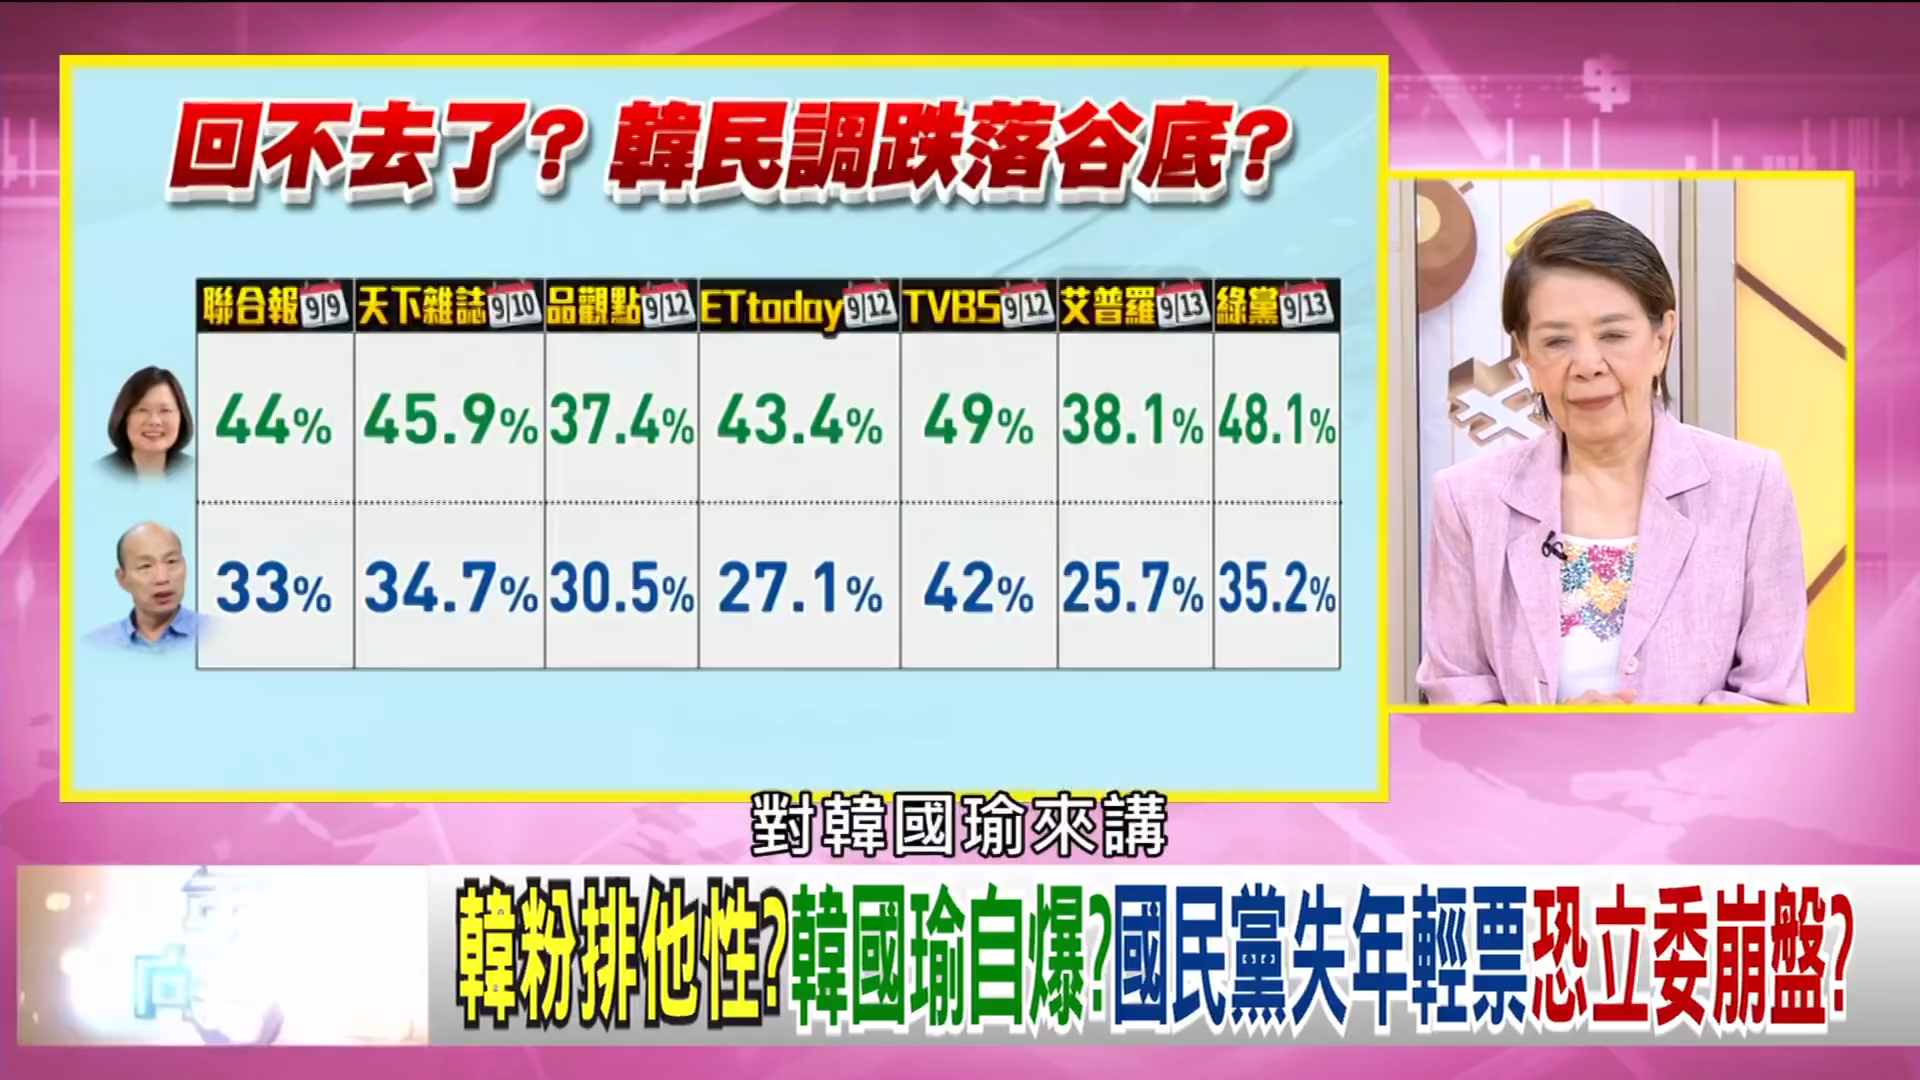 回不去了?韓民調跌落谷底?
聯合報 9/9 天下雜誌 9/10 品觀點 9/12 ETtoday 9/12 TVBS 9/12 艾普羅 9/13 綠黨 9/13
44% 45.9% 37.4% 43.4% 49% 38.1% 48.1%
33% 34.7% 30.5% 27.1% 42% 25.7% 35.2%
對韓國瑜來講
韓粉排他性?韓國瑜自爆?國民黨失年輕票恐立委崩盤?